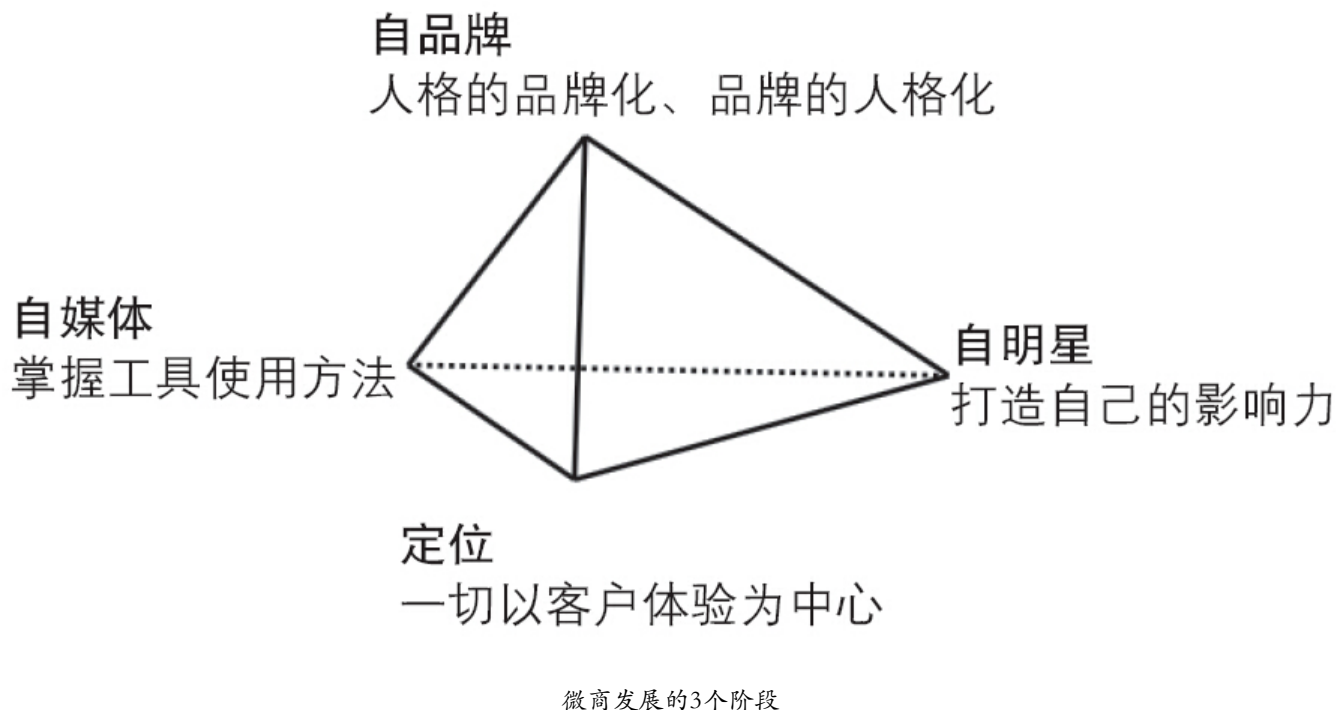 自品牌
人格的品牌化、品牌的人格化
自媒体
掌握工具使用方法
自明星
打造自己的影响力
定位
一切以客户体验为中心
微商发展的3个阶段